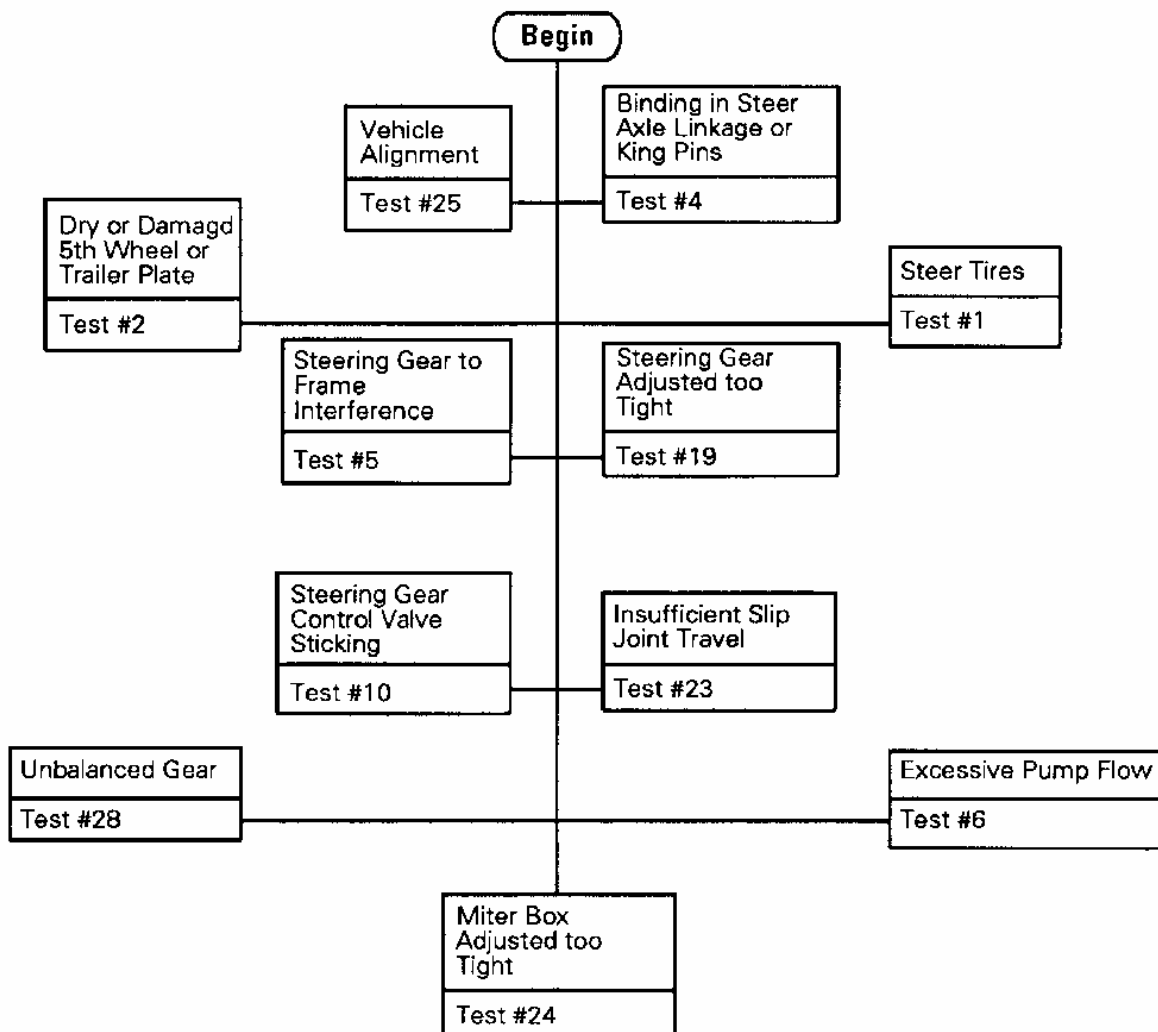 Begin
Vehicle
Alignment
Test #25
Binding in Steer
Axle Linkage or
King Pins
Test #4
Dry or Damagd
5th Wheel or
Trailer Plate
Test #2
Steer Tires
Test #1
Steering Gear to
Frame
Interference
Test #5
Steering Gear
Adjusted too
Tight
Test #19
Steering Gear
Control Valve
Sticking
Test #10
Insufficient Slip
Joint Travel
Test #23
Unbalanced Gear
Test #28
Excessive Pump Flow
Test #6
Miter Box
Adjusted too
Tight
Test #24